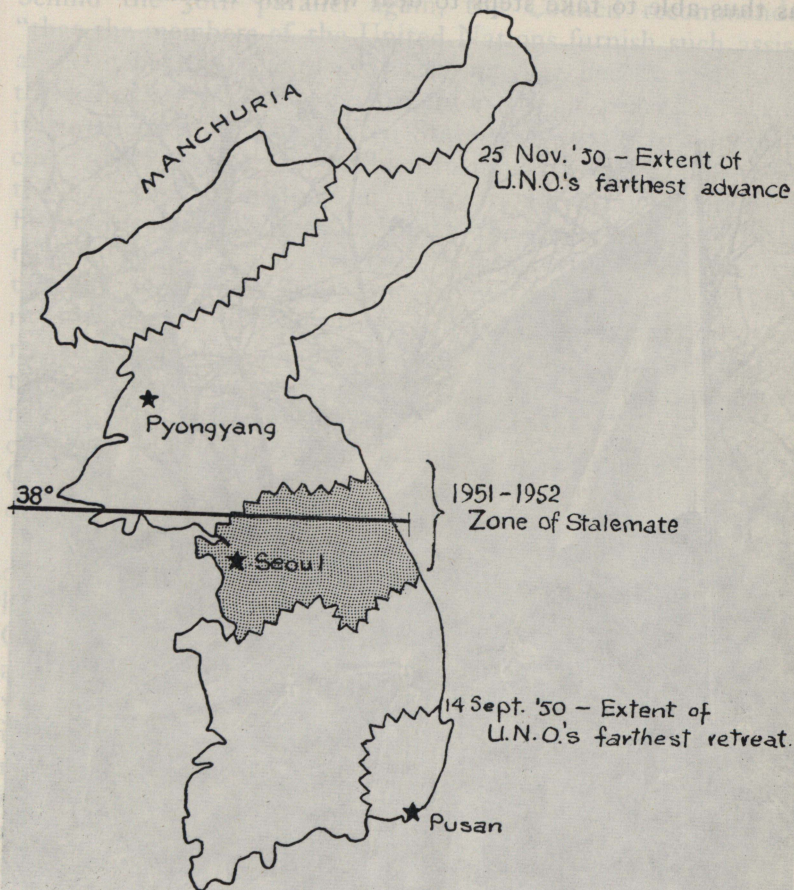 MANCHURIA
25 Nov. '50 – Extent of
U.N.O.'s farthest advance
Pyongyang
38°
1951-1952
Zone of Stalemate
Seoul
14 Sept. '50 – Extent of
U.N.O.'s farthest retreat.
Pusan